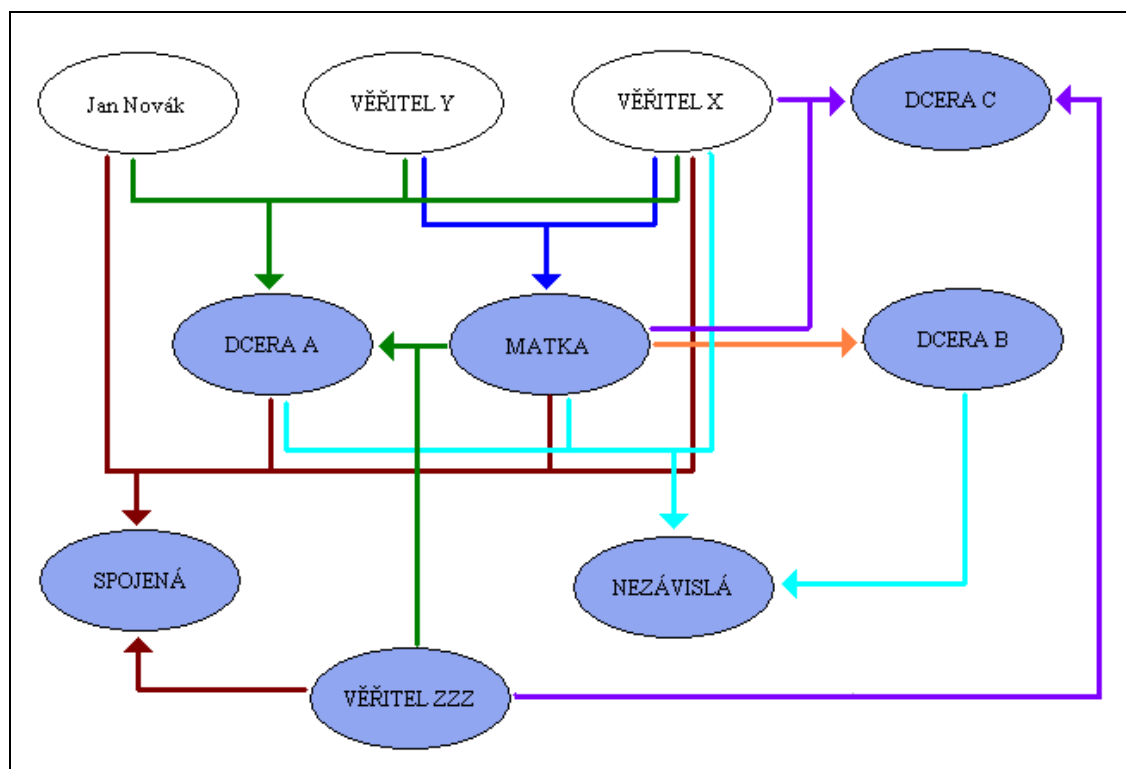 Jan Novák
VĚŘITEL Y
VĚŘITEL X
DCERA C
DCERA A
MATKA
DCERA B
SPOJENÁ
NEZÁVISLÁ
VĚŘITEL ZZZ